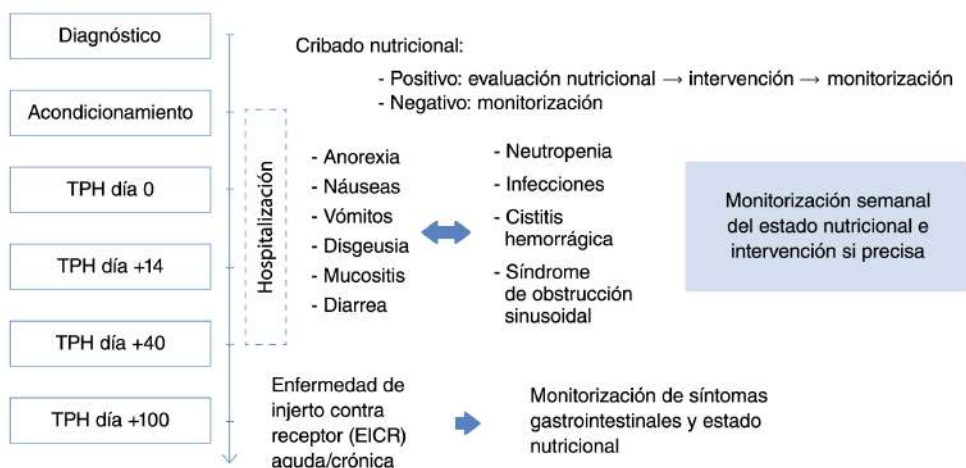 Diagnóstico
Acondicionamiento
TPH día 0
TPH día +14
TPH día +40
TPH día +100
Hospitalización
Cribado nutricional:
- Positivo: evaluación nutricional → intervención → monitorización
- Negativo: monitorización
- Anorexia
- Náuseas
- Vómitos
- Disgeusia
- Mucositis
- Diarrea
- Neutropenia
- Infecciones
- Cistitis
hemorrágica
- Síndrome
de obstrucción
sinusoidal
Monitorización semanal
del estado nutricional e
intervención si precisa
Enfermedad de
injerto contra
receptor (EICR)
aguda/crónica
Monitorización de síntomas
gastrointestinales y estado
nutricional